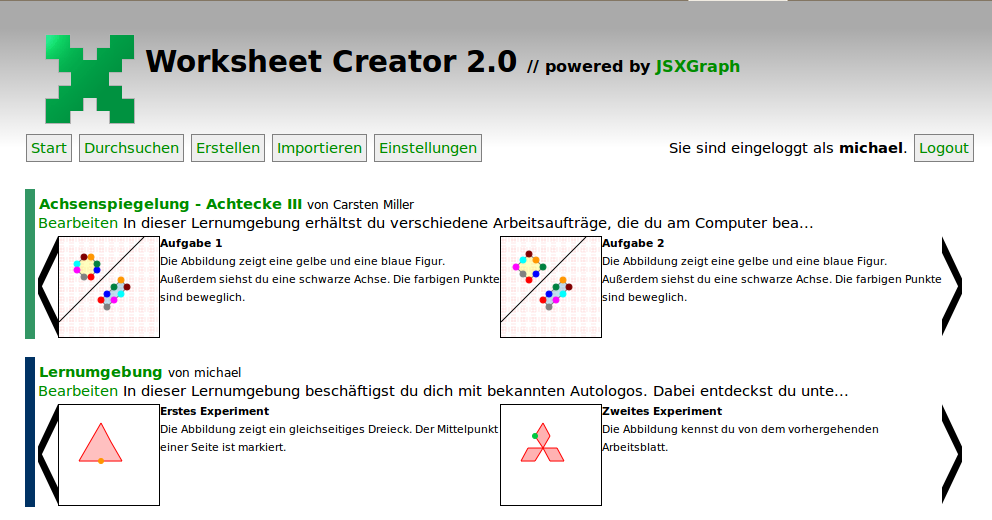 Worksheet Creator 2.0 // powered by JSXGraph
Start Durchsuchen Erstellen Importieren Einstellungen Sie sind eingeloggt als michael. Logout
Achsenspiegelung - Achtecke III von Carsten Miller
Bearbeiten In dieser Lernumgebung erhältst du verschiedene Arbeitsaufträge, die du am Computer bea...
Aufgabe 1
Die Abbildung zeigt eine gelbe und eine blaue Figur.
Außerdem siehst du eine schwarze Achse. Die farbigen Punkte
sind beweglich.
Aufgabe 2
Die Abbildung zeigt eine gelbe und eine blaue Figur.
Außerdem siehst du eine schwarze Achse. Die farbigen Punkte
sind beweglich.
Lernumgebung von michael
Bearbeiten In dieser Lernumgebung beschäftigst du dich mit bekannten Autologos. Dabei entdeckst du unte...
Erstes Experiment
Die Abbildung zeigt ein gleichseitiges Dreieck. Der Mittelpunkt
einer Seite ist markiert.
Zweites Experiment
Die Abbildung kennst du von dem vorhergehenden
Arbeitsblatt.